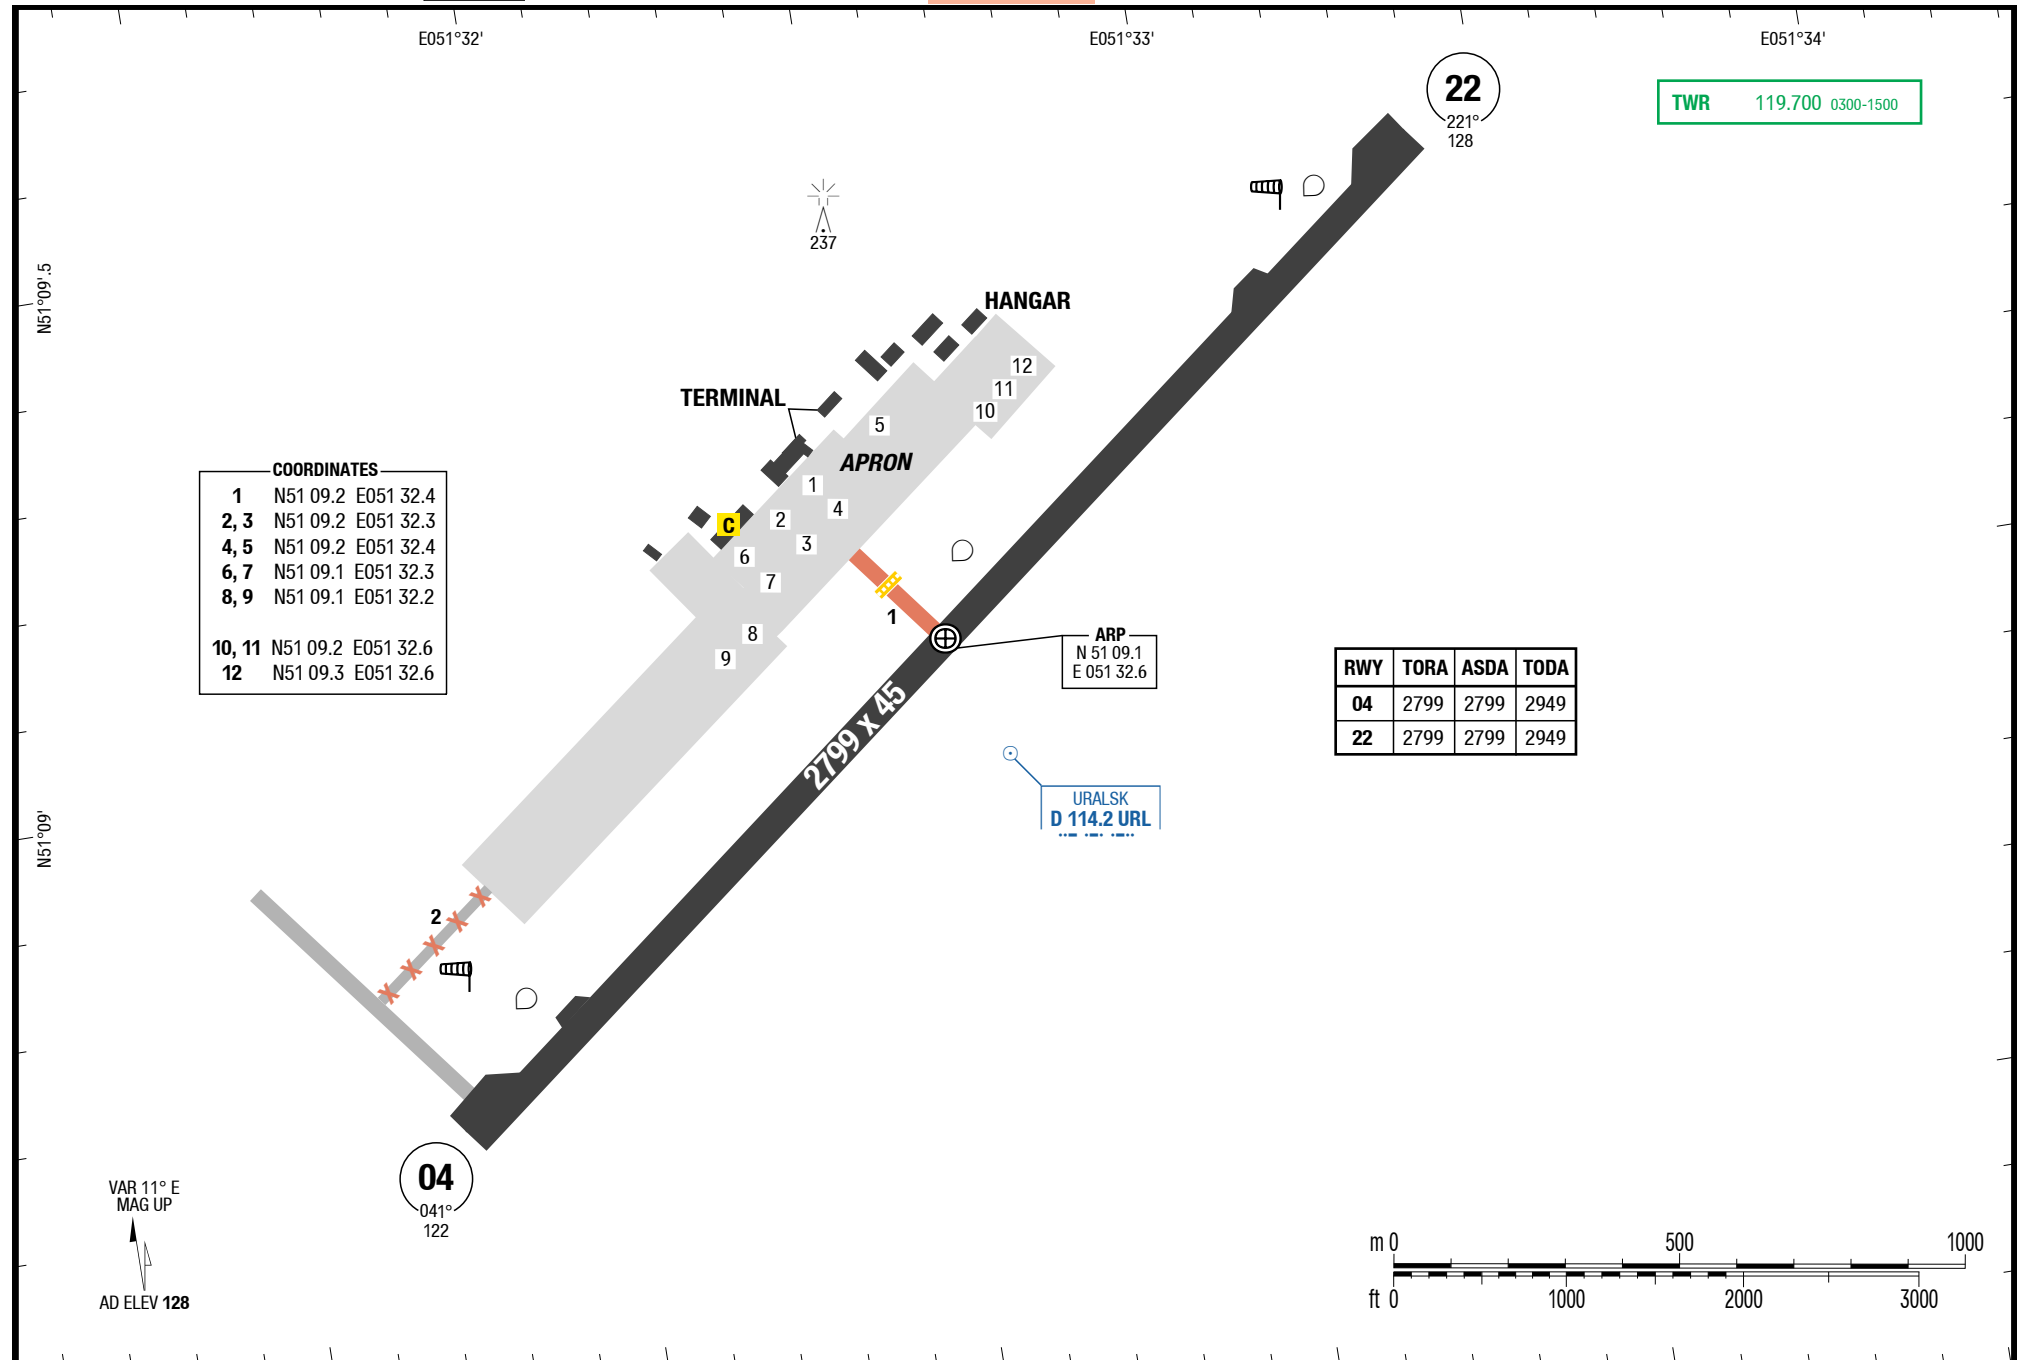 E051°32'
E051°33'
E051°34'
22
221°
128
TWR 119.700 0300-1500
237
N51°09'.5
HANGAR
12
11
10
TERMINAL
5
APRON
1
4
2
3
C
6
7
8
9
COORDINATES
1 N51 09.2 E051 32.4
2, 3 N51 09.2 E051 32.3
4, 5 N51 09.2 E051 32.4
6, 7 N51 09.1 E051 32.3
8, 9 N51 09.1 E051 32.2
10, 11 N51 09.2 E051 32.6
12 N51 09.3 E051 32.6
1
ARP
N 51 09.1
E 051 32.6
RWY TORA ASDA TODA
04 2799 2799 2949
22 2799 2799 2949
2799 x 45
URALSK
D 114.2 URL
N51°09'
2
04
041°
122
VAR 11° E
MAG UP
AD ELEV 128
m 0 500 1000
ft 0 1000 2000 3000